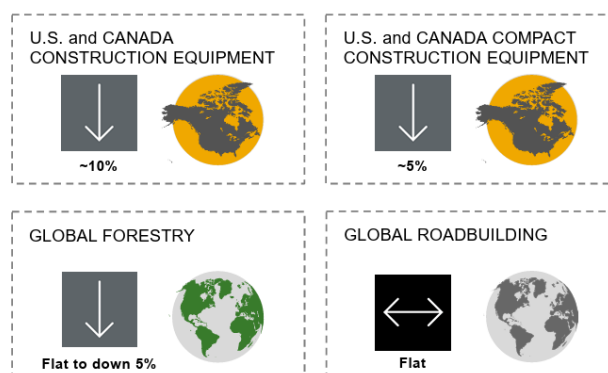 U.S. and CANADA
CONSTRUCTION EQUIPMENT
~10%
U.S. and CANADA COMPACT
CONSTRUCTION EQUIPMENT
~5%
GLOBAL FORESTRY
Flat to down 5%
GLOBAL ROADBUILDING
Flat